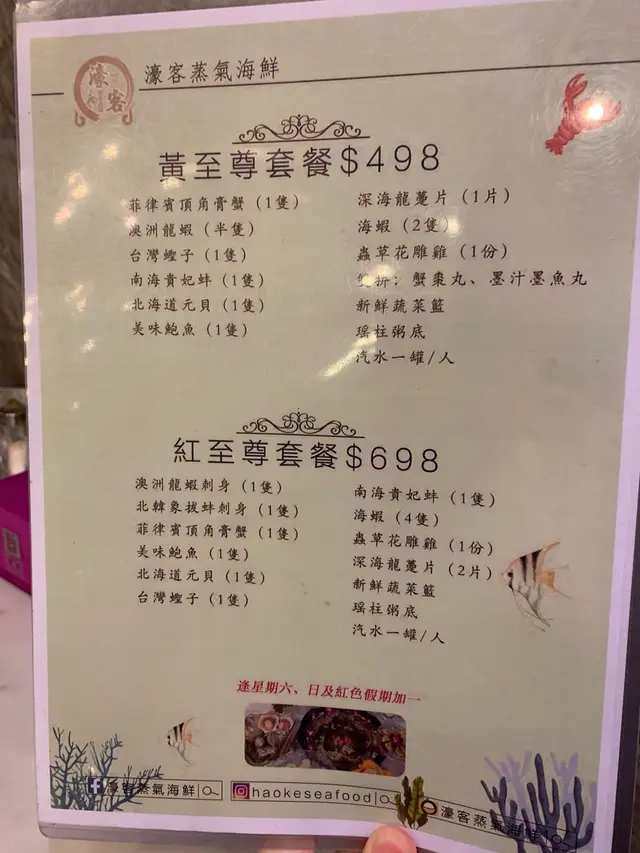 濠客
濠客蒸氣海鮮
黃至尊套餐$498
菲律賓頂角膏蟹（1隻）
澳洲龍蝦（半隻）
台灣蟶子（1隻）
南海貴妃蚌（1隻）
北海道元貝（1隻）
美味鮑魚（1隻）
深海龍躉片（1片）
海蝦（2隻）
蟲草花雕雞（1份）
雙拼：蟹棗丸、墨汁墨魚丸
新鮮蔬菜籃
瑤柱粥底
汽水一罐/人
紅至尊套餐$698
澳洲龍蝦刺身（1隻）
北韓象拔蚌刺身（1隻）
菲律賓頂角膏蟹（1隻）
美味鮑魚（1隻）
北海道元貝（1隻）
台灣蟶子（1隻）
南海貴妃蚌（1隻）
海蝦（4隻）
蟲草花雕雞（1份）
深海龍躉片（2片）
新鮮蔬菜籃
瑤柱粥底
汽水一罐/人
逢星期六、日及紅色假期加一
濠客蒸氣海鮮
haokeseafood
濠客蒸氣海鮮